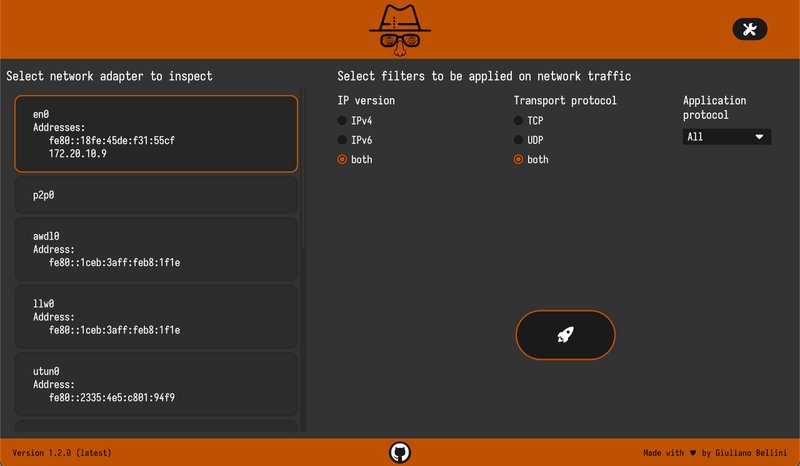 Select network adapter to inspect
en0
Addresses:
fe80::18fe:45de:f31:55cf
172.20.10.9
p2p0
awdl0
Address:
fe80::1ceb:3aff:feb8:1f1e
llw0
Address:
fe80::1ceb:3aff:feb8:1f1e
utun0
Address:
fe80::2335:4e5:c801:94f9
Select filters to be applied on network traffic
IP version
IPv4
IPv6
both
Transport protocol
TCP
UDP
both
Application
protocol
All
Version 1.2.0 (latest)
Made with ♥ by Giuliano Bellini